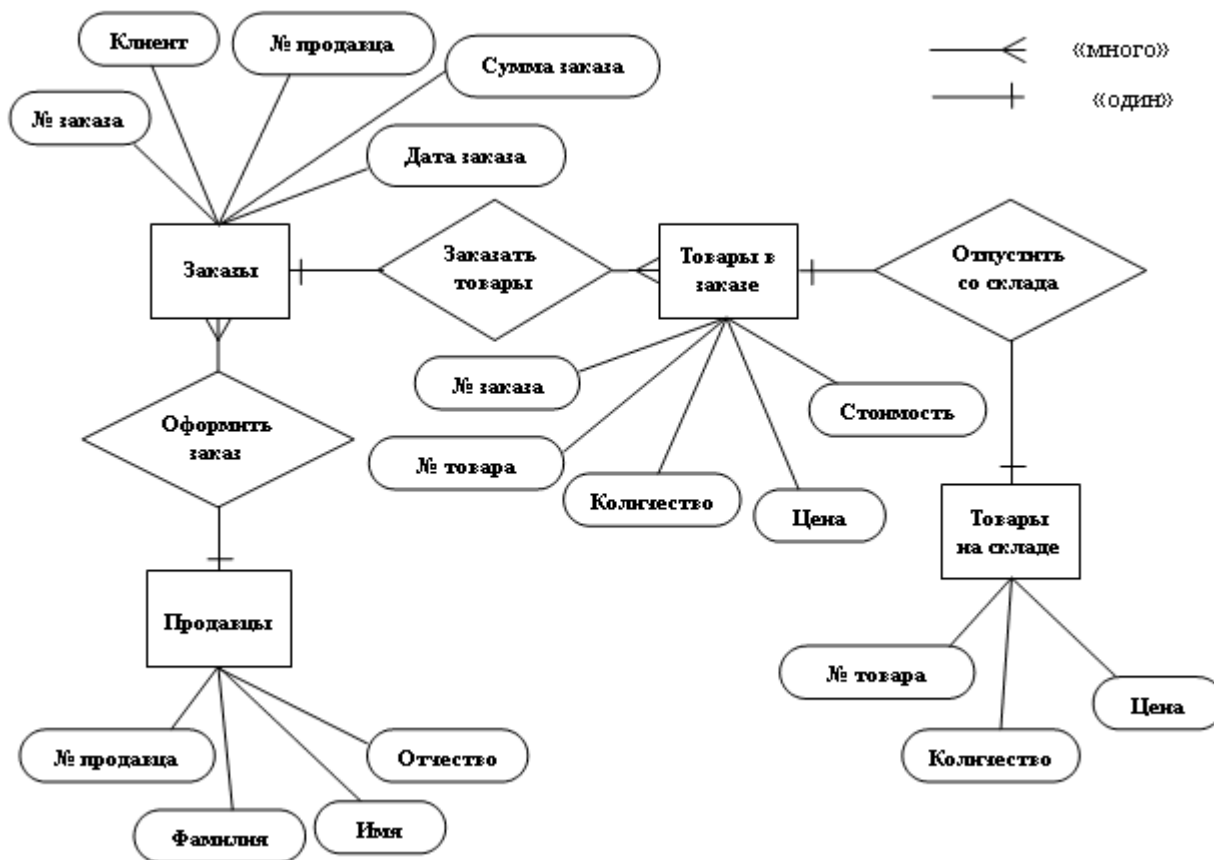 Клиент
№ продавца
Сумма заказа
«много»
«один»
№ заказа
Дата заказа
Заказы
Заказать
товары
Товары в
заказе
Отпустить
со склада
№ заказа
Стоимость
Оформить
заказ
№ товара
Количество
Цена
Товары
на складе
Продавцы
№ товара
Цена
Количество
№ продавца
Отчество
Фамилия
Имя